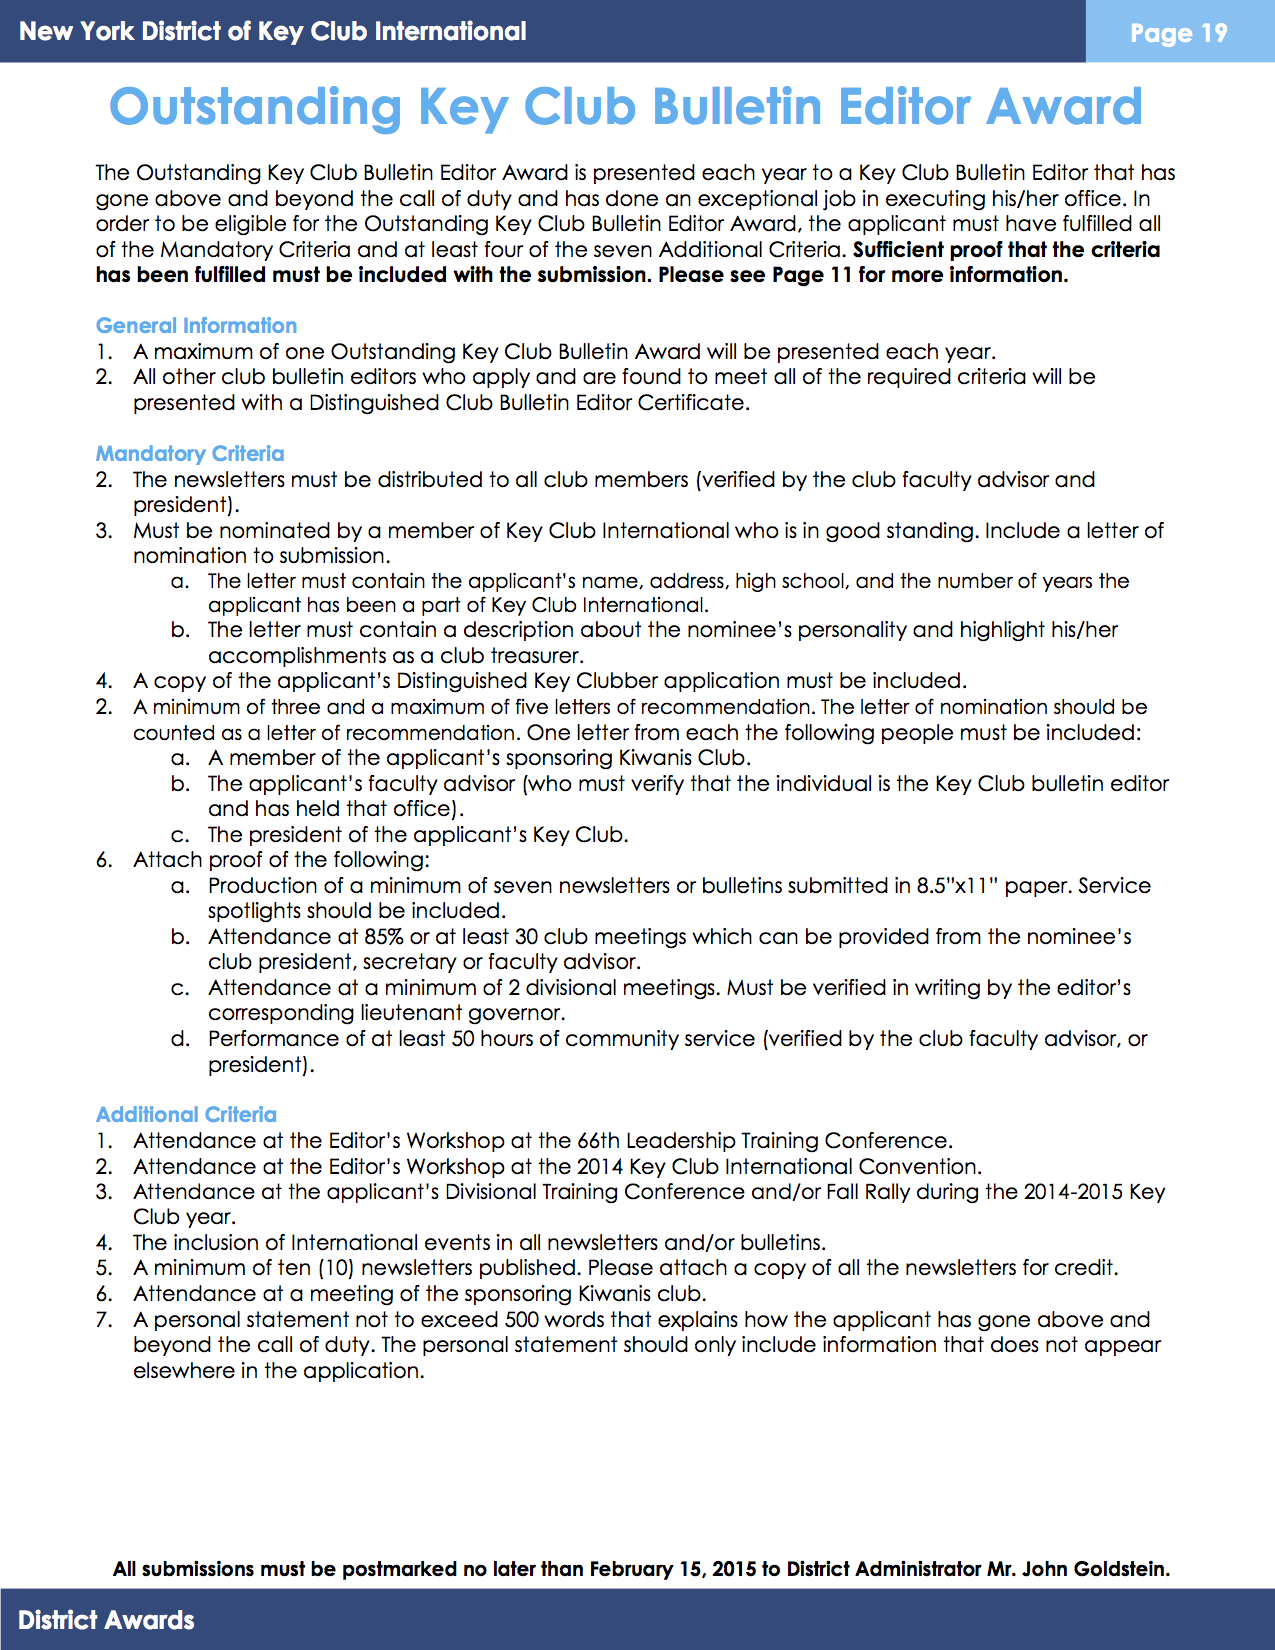 New York District of Key Club International
Page 19
Outstanding Key Club Bulletin Editor Award
The Outstanding Key Club Bulletin Editor Award is presented each year to a Key Club Bulletin Editor that has
gone above and beyond the call of duty and has done an exceptional job in executing his/her office. In
order to be eligible for the Outstanding Key Club Bulletin Editor Award, the applicant must have fulfilled all
of the Mandatory Criteria and at least four of the seven Additional Criteria. Sufficient proof that the criteria
has been fulfilled must be included with the submission. Please see Page 11 for more information.
General Information
1. A maximum of one Outstanding Key Club Bulletin Award will be presented each year.
2. All other club bulletin editors who apply and are found to meet all of the required criteria will be
presented with a Distinguished Club Bulletin Editor Certificate.
Mandatory Criteria
2. The newsletters must be distributed to all club members (verified by the club faculty advisor and
president).
3. Must be nominated by a member of Key Club International who is in good standing. Include a letter of
nomination to submission.
a. The letter must contain the applicant's name, address, high school, and the number of years the
applicant has been a part of Key Club International.
b. The letter must contain a description about the nominee's personality and highlight his/her
accomplishments as a club treasurer.
4. A copy of the applicant's Distinguished Key Clubber application must be included.
2. A minimum of three and a maximum of five letters of recommendation. The letter of nomination should be
counted as a letter of recommendation. One letter from each the following people must be included:
a. A member of the applicant's sponsoring Kiwanis Club.
b. The applicant's faculty advisor (who must verify that the individual is the Key Club bulletin editor
and has held that office).
c. The president of the applicant's Key Club.
6. Attach proof of the following:
a. Production of a minimum of seven newsletters or bulletins submitted in 8.5"x11" paper. Service
spotlights should be included.
b. Attendance at 85% or at least 30 club meetings which can be provided from the nominee's
club president, secretary or faculty advisor.
c. Attendance at a minimum of 2 divisional meetings. Must be verified in writing by the editor's
corresponding lieutenant governor.
d. Performance of at least 50 hours of community service (verified by the club faculty advisor, or
president).
Additional Criteria
1. Attendance at the Editor's Workshop at the 66th Leadership Training Conference.
2. Attendance at the Editor's Workshop at the 2014 Key Club International Convention.
3. Attendance at the applicant's Divisional Training Conference and/or Fall Rally during the 2014-2015 Key
Club year.
4. The inclusion of International events in all newsletters and/or bulletins.
5. A minimum of ten (10) newsletters published. Please attach a copy of all the newsletters for credit.
6. Attendance at a meeting of the sponsoring Kiwanis club.
7. A personal statement not to exceed 500 words that explains how the applicant has gone above and
beyond the call of duty. The personal statement should only include information that does not appear
elsewhere in the application.
All submissions must be postmarked no later than February 15, 2015 to District Administrator Mr. John Goldstein.
District Awards